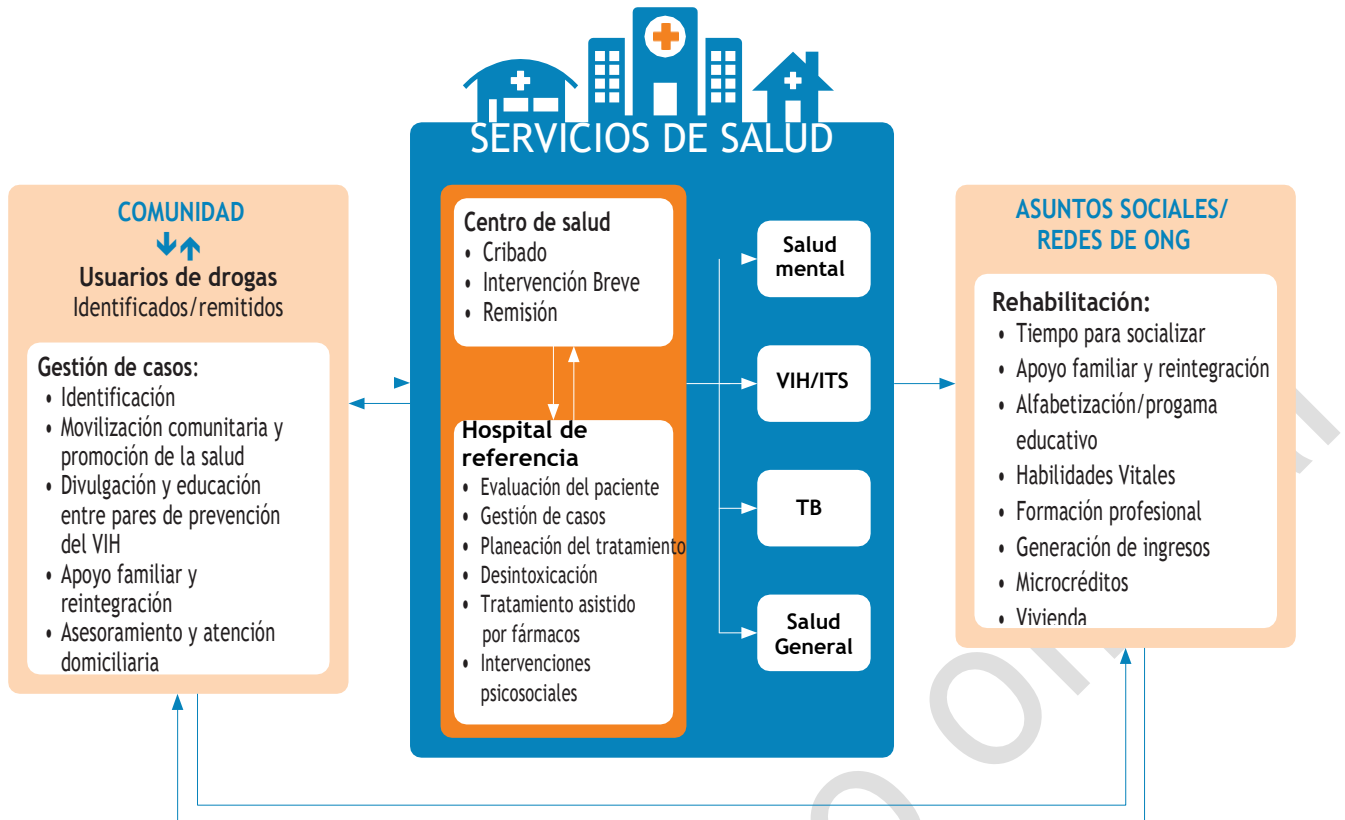 SERVICIOS DE SALUD
COMUNIDAD
Usuarios de drogas
Identificados/remitidos
Gestión de casos:
• Identificación
• Movilización comunitaria y
promoción de la salud
• Divulgación y educación
entre pares de prevención
del VIH
• Apoyo familiar y
reintegración
• Asesoramiento y atención
domiciliaria
Centro de salud
• Cribado
• Intervención Breve
• Remisión
Hospital de
referencia
• Evaluación del paciente
• Gestión de casos
• Planeación del tratamiento
• Desintoxicación
• Tratamiento asistido
por fármacos
• Intervenciones
psicosociales
Salud
mental
VIH/ITS
TB
Salud
General
ASUNTOS SOCIALES/
REDES DE ONG
Rehabilitación:
• Tiempo para socializar
• Apoyo familiar y reintegración
• Alfabetización/progama
educativo
• Habilidades Vitales
• Formación profesional
• Generación de ingresos
• Microcréditos
• Vivienda